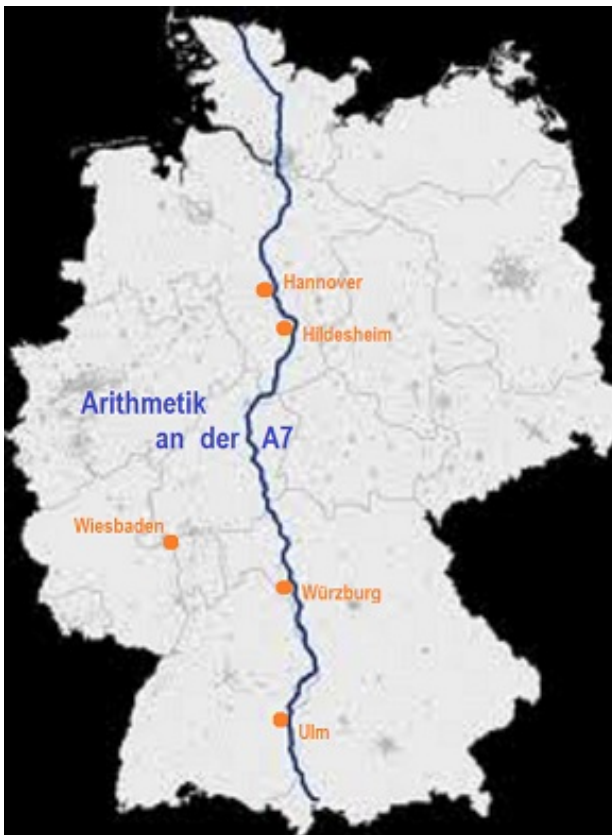 Hannover
Hildesheim
Arithmetik
an der A7
Wiesbaden
Würzburg
Ulm